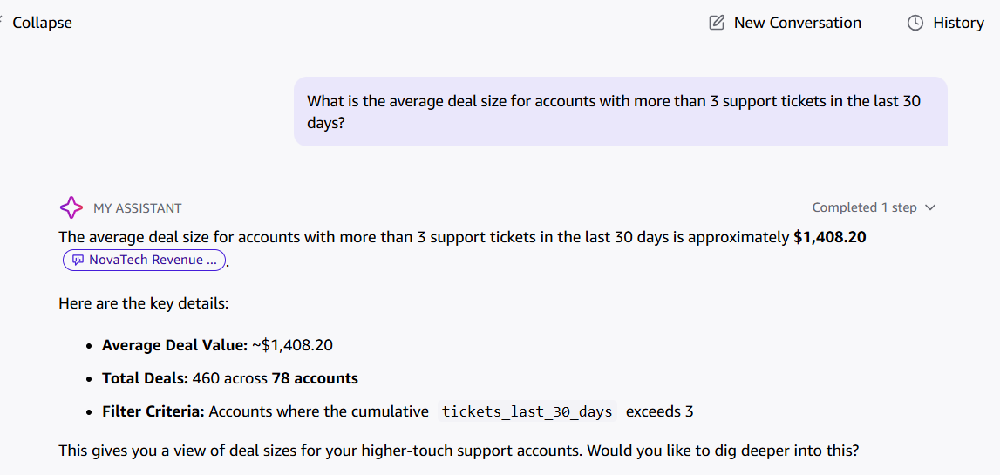 Collapse
New Conversation
History
What is the average deal size for accounts with more than 3 support tickets in the last 30
days?
MY ASSISTANT
Completed 1 step
The average deal size for accounts with more than 3 support tickets in the last 30 days is approximately $1,408.20
NovaTech Revenue ... .
Here are the key details:
• Average Deal Value: ~$1,408.20
• Total Deals: 460 across 78 accounts
• Filter Criteria: Accounts where the cumulative tickets_last_30_days exceeds 3
This gives you a view of deal sizes for your higher-touch support accounts. Would you like to dig deeper into this?